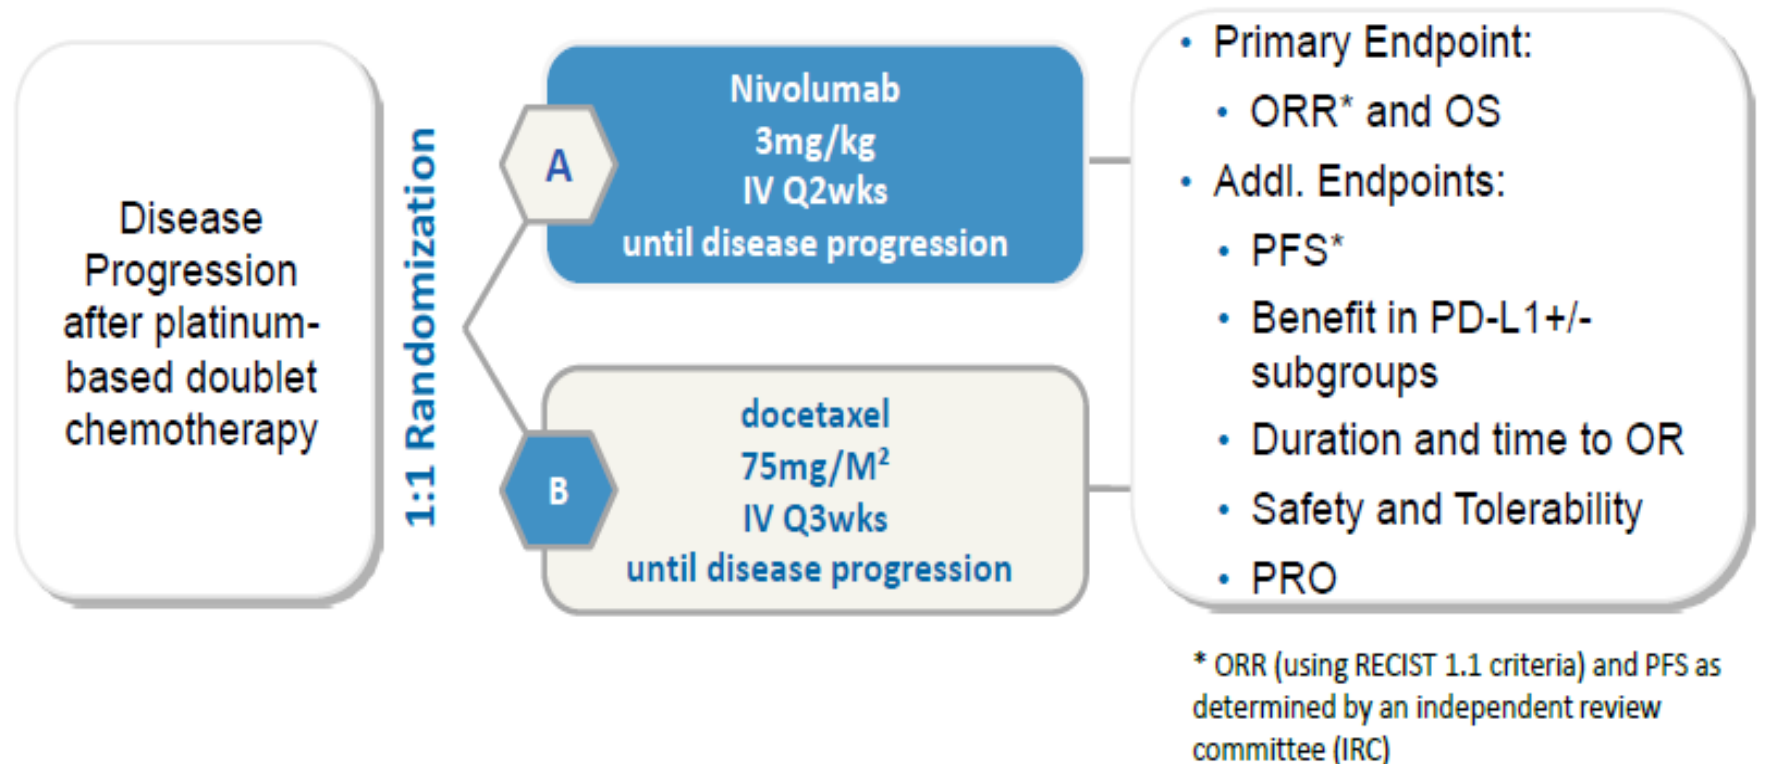 Disease
Progression
after platinum-
based doublet
chemotherapy
1:1 Randomization
A
Nivolumab
3mg/kg
IV Q2wks
until disease progression
B
docetaxel
75mg/M²
IV Q3wks
until disease progression
• Primary Endpoint:
• ORR* and OS
• Addl. Endpoints:
• PFS*
• Benefit in PD-L1+/-
subgroups
• Duration and time to OR
• Safety and Tolerability
• PRO
* ORR (using RECIST 1.1 criteria) and PFS as
determined by an independent review
committee (IRC)